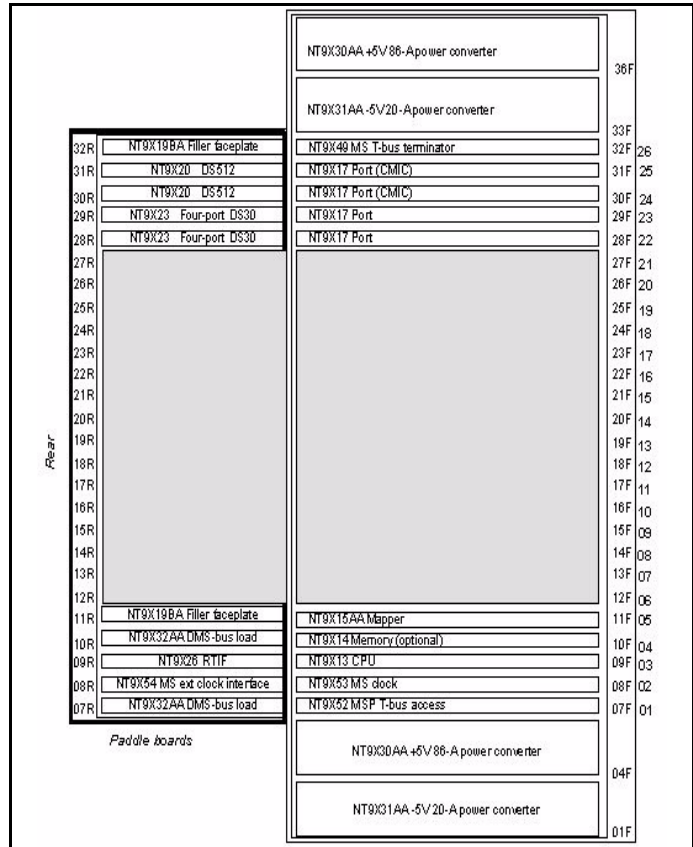 NT9X30AA +5V 86-A power converter
36F
NT9X31AA -5V 20-A power converter
33F
32R NT9X19BA Filler faceplate NT9X49 MS T-bus terminator 32F 26
31R NT9X20 DS512 NT9X17 Port (CMIC) 31F 25
30R NT9X20 DS512 NT9X17 Port (CMIC) 30F 24
29R NT9X23 Four-port DS30 NT9X17 Port 29F 23
28R NT9X23 Four-port DS30 NT9X17 Port 28F 22
27R 27F 21
26R 26F 20
25R 25F 19
24R 24F 18
23R 23F 17
22R 22F 16
21R 21F 15
20R 20F 14
Rear
19R 19F 13
18R 18F 12
17R 17F 11
16R 16F 10
15R 15F 09
14R 14F 08
13R 13F 07
12R 12F 06
11R NT9X19BA Filler faceplate NT9X15AA Mapper 11F 05
10R NT9X32AA DMS-bus load NT9X14 Memory (optional) 10F 04
09R NT9X26 RTIF NT9X13 CPU 09F 03
08R NT9X54 MS ext clock interface NT9X53 MS clock 08F 02
07R NT9X32AA DMS-bus load NT9X52 MSP T-bus access 07F 01
Paddle boards
NT9X30AA +5V 86-A power converter
04F
NT9X31AA -5V 20-A power converter
01F